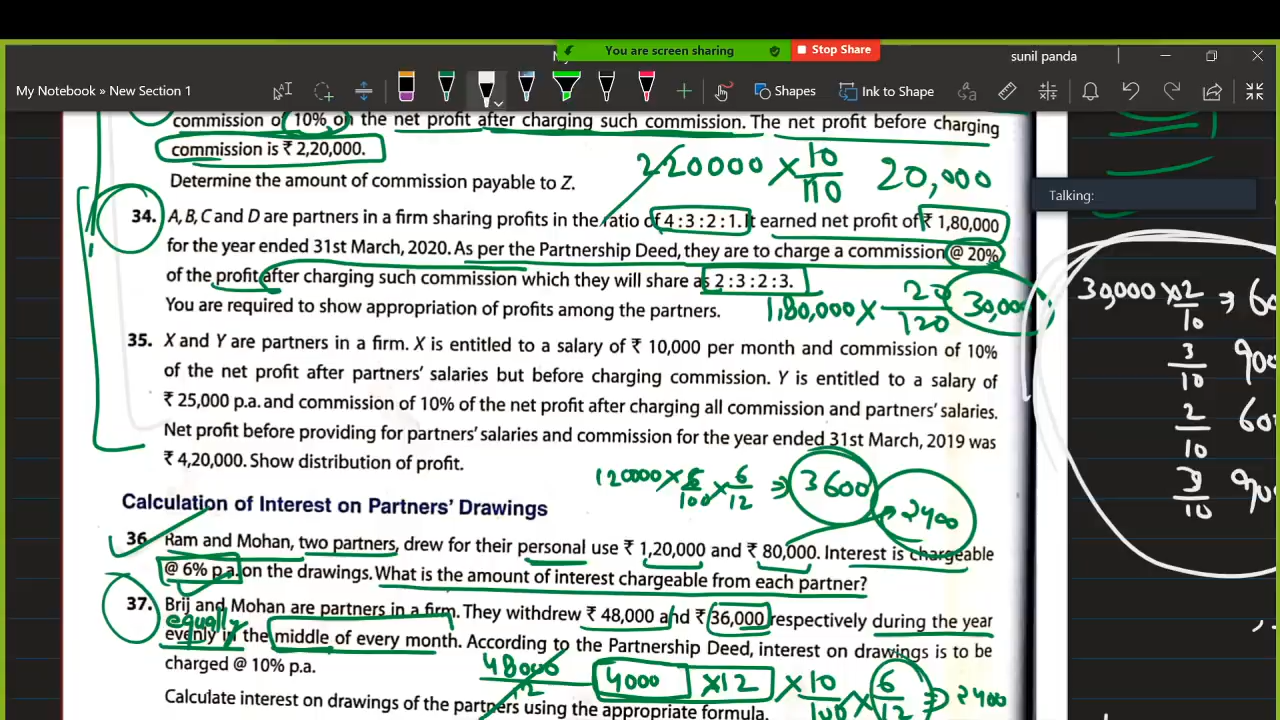 You are screen sharing
Stop Share
sunil panda
My Notebook » New Section 1
Shapes
Ink to Shape
commission of 10% on the net profit after charging such commission. The net profit before charging
commission is ₹ 2,20,000.
220000 × 10/110 20,000
Determine the amount of commission payable to Z.
Talking:
34. A, B, C and D are partners in a firm sharing profits in the ratio of 4 : 3 : 2 : 1. It earned net profit of ₹ 1,80,000
for the year ended 31st March, 2020. As per the Partnership Deed, they are to charge a commission @ 20%
of the profit after charging such commission which they will share as 2 : 3 : 2 : 3.
You are required to show appropriation of profits among the partners.
1,80,000 × 20/120 30,000
30,000 × 2/10 ⇒ 60
3/10 900
2/10 600
3/10 900
35. X and Y are partners in a firm. X is entitled to a salary of ₹ 10,000 per month and commission of 10%
of the net profit after partners' salaries but before charging commission. Y is entitled to a salary of
₹ 25,000 p.a. and commission of 10% of the net profit after charging all commission and partners' salaries.
Net profit before providing for partners' salaries and commission for the year ended 31st March, 2019 was
₹ 4,20,000. Show distribution of profit.
120000 × 6/100 × 6/12 ⇒ 3600
2400
Calculation of Interest on Partners' Drawings
36 Ram and Mohan, two partners, drew for their personal use ₹ 1,20,000 and ₹ 80,000. Interest is chargeable
@ 6% p.a. on the drawings. What is the amount of interest chargeable from each partner?
37. Brij and Mohan are partners in a firm. They withdrew ₹ 48,000 and ₹ 36,000 respectively during the year
equally
evenly in the middle of every month. According to the Partnership Deed, interest on drawings is to be
charged @ 10% p.a.
48000/12 4000 × 12 × 10/100 × 6/12 ⇒ 2400
Calculate interest on drawings of the partners using the appropriate formula.